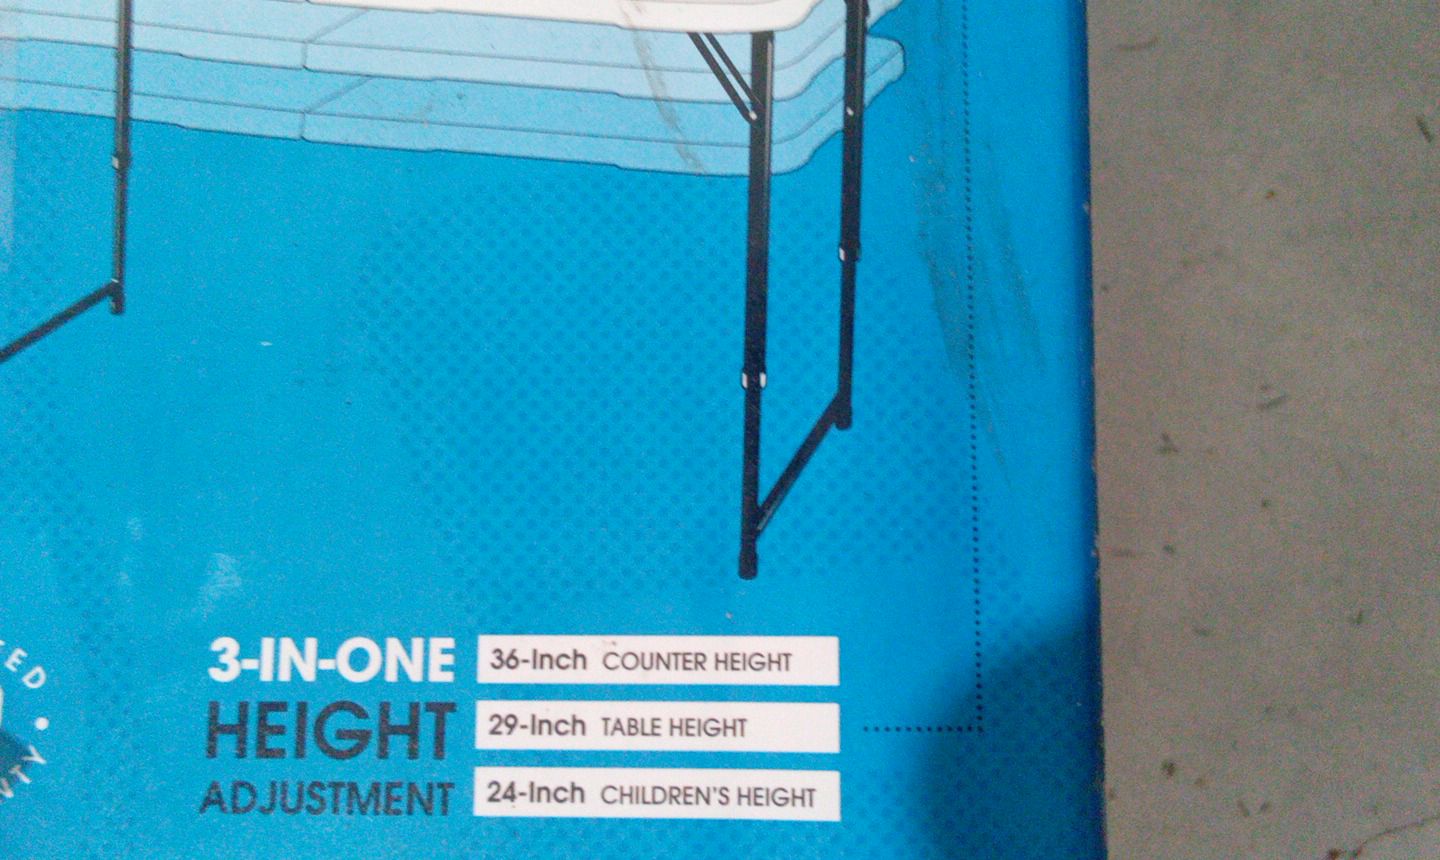 3-IN-ONE
HEIGHT
ADJUSTMENT
36-Inch COUNTER HEIGHT
29-Inch TABLE HEIGHT
24-Inch CHILDREN'S HEIGHT